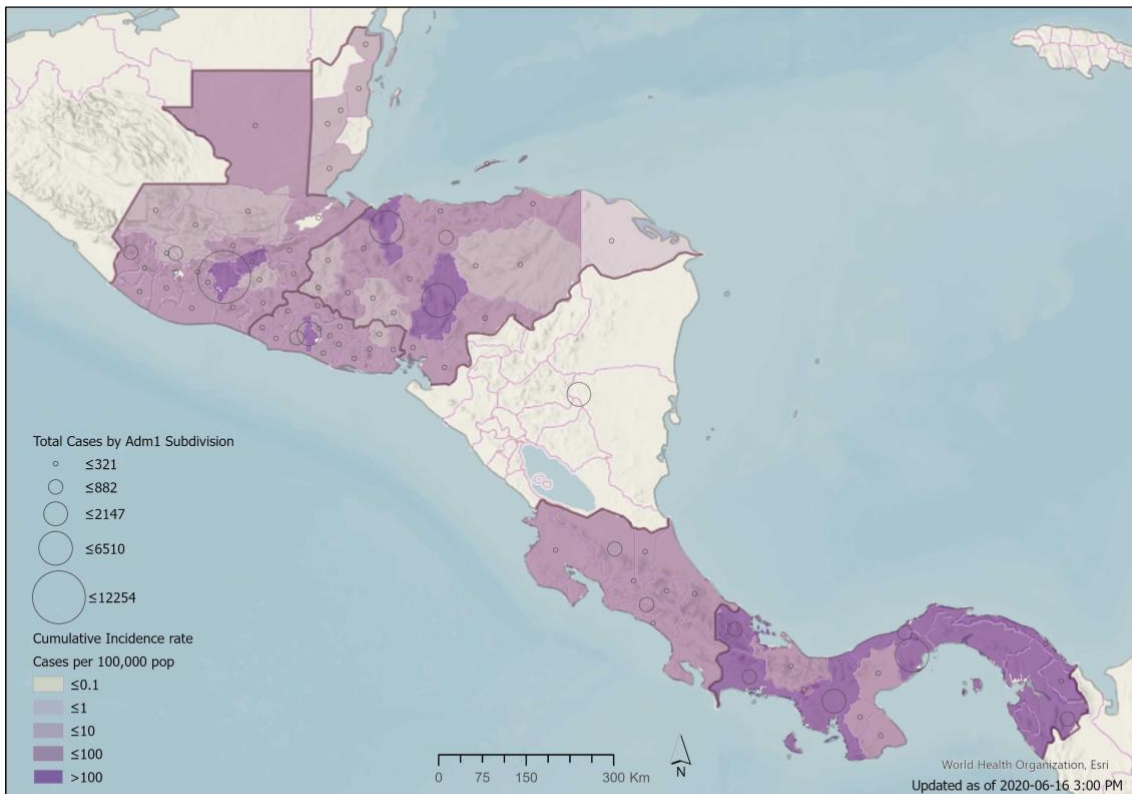 Total Cases by Adm1 Subdivision
≤321
≤882
≤2147
≤6510
≤12254
Cumulative Incidence rate
Cases per 100,000 pop
≤0.1
≤1
≤10
≤100
>100
0 75 150 300 Km
N
World Health Organization, Esri
Updated as of 2020-06-16 3:00 PM